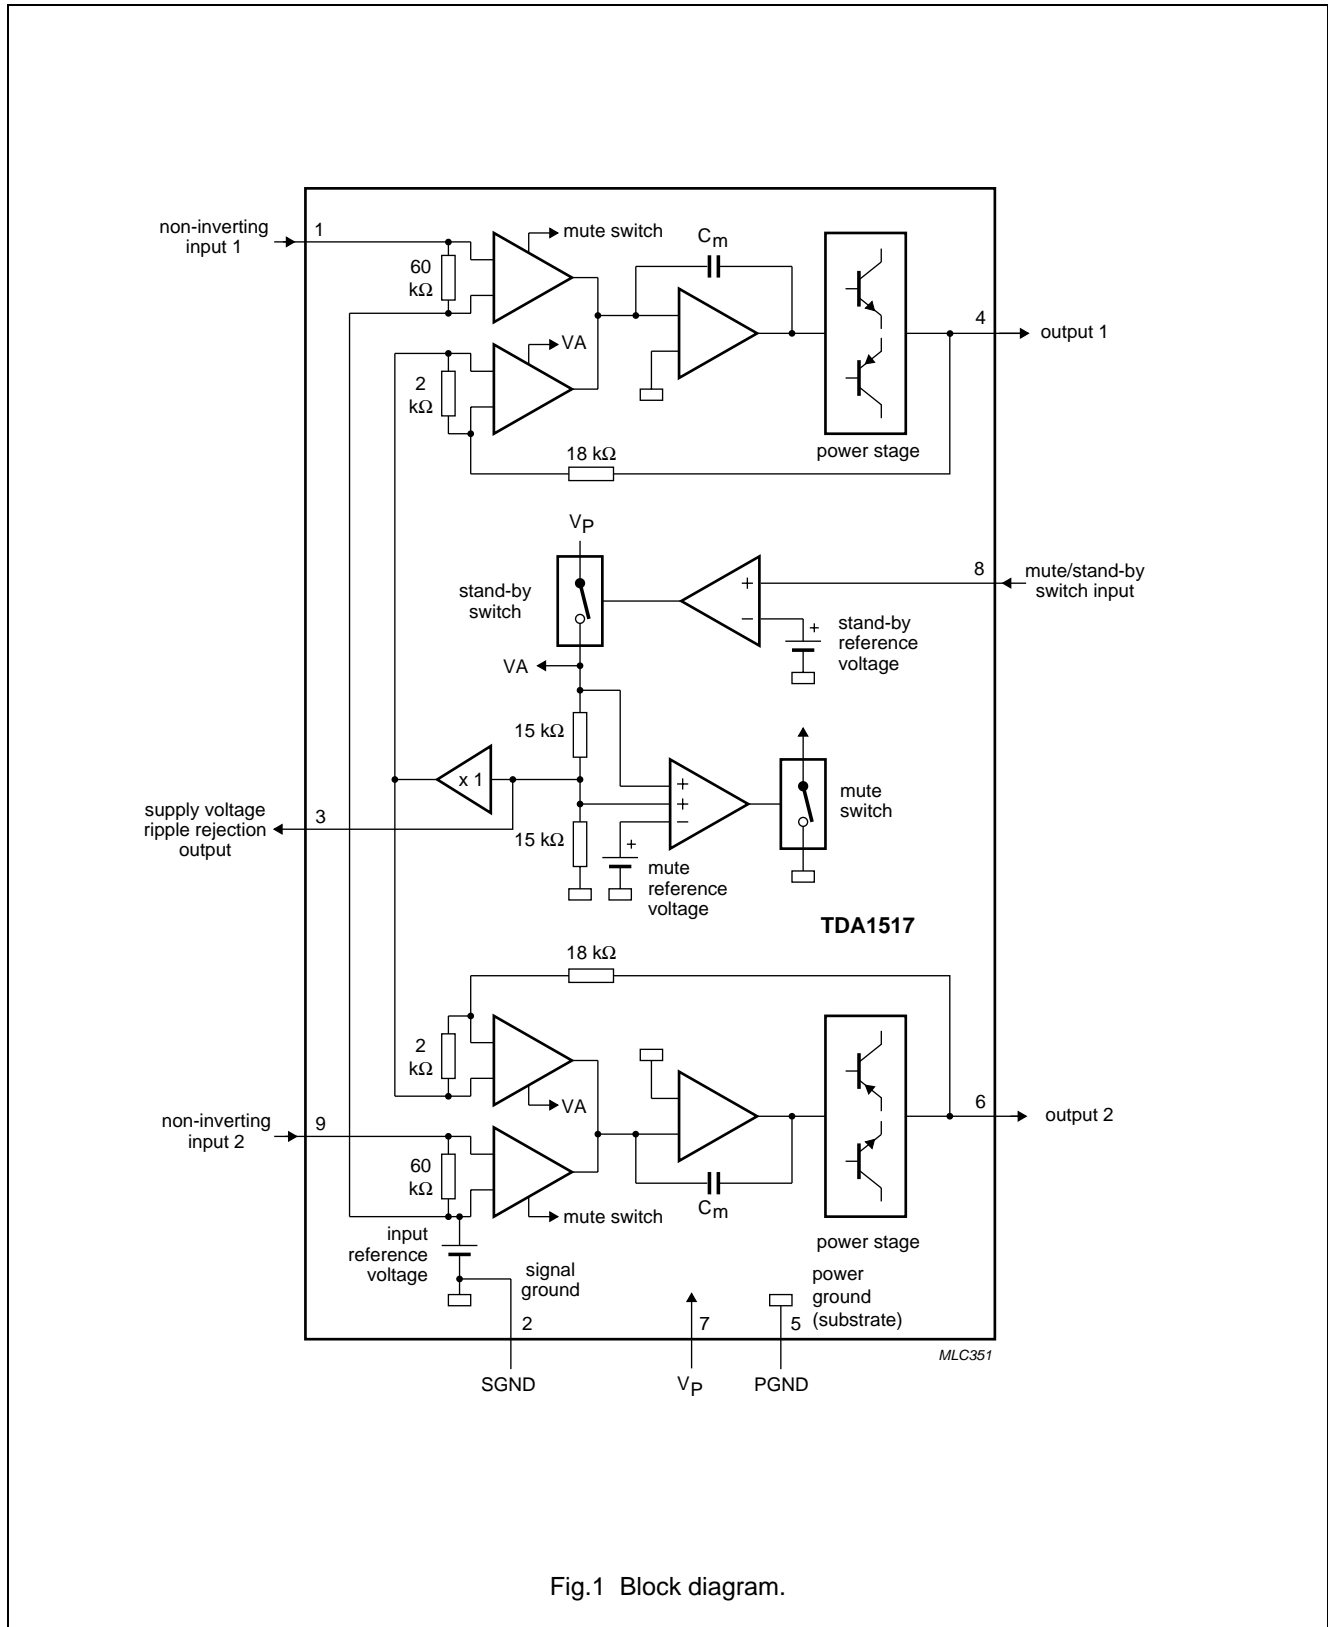 non-inverting
input 1
1
60
kΩ
mute switch
Cm
VA
2
kΩ
18 kΩ
power stage
4
output 1
VP
stand-by
switch
+
−
8
mute/stand-by
switch input
+
stand-by
reference
voltage
VA
15 kΩ
x 1
+
+
−
mute
switch
supply voltage
ripple rejection
output
3
15 kΩ
+
mute
reference
voltage
TDA1517
18 kΩ
2
kΩ
VA
non-inverting
input 2
9
60
kΩ
mute switch
Cm
6
output 2
power stage
input
reference
voltage
signal
ground
power
ground
(substrate)
2
7
5
MLC351
SGND
VP
PGND
Fig.1 Block diagram.